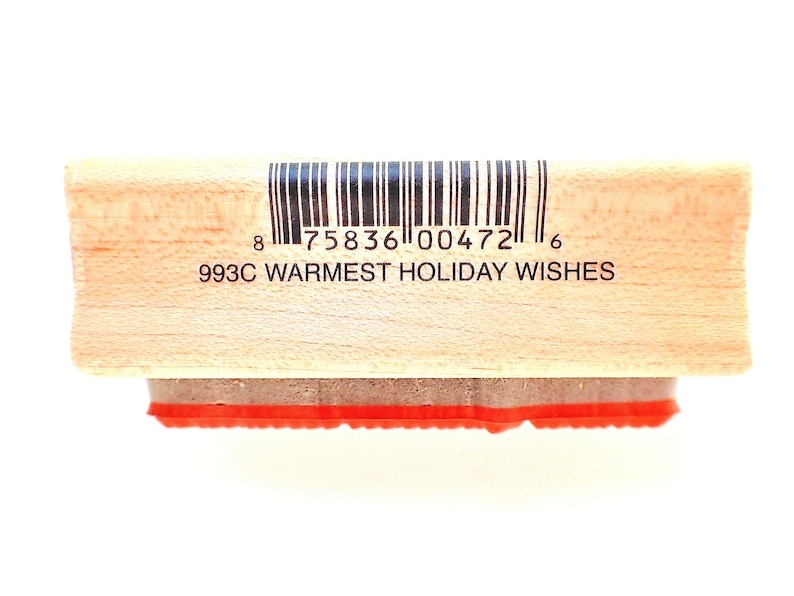 8 75836 00472 6
993C WARMEST HOLIDAY WISHES